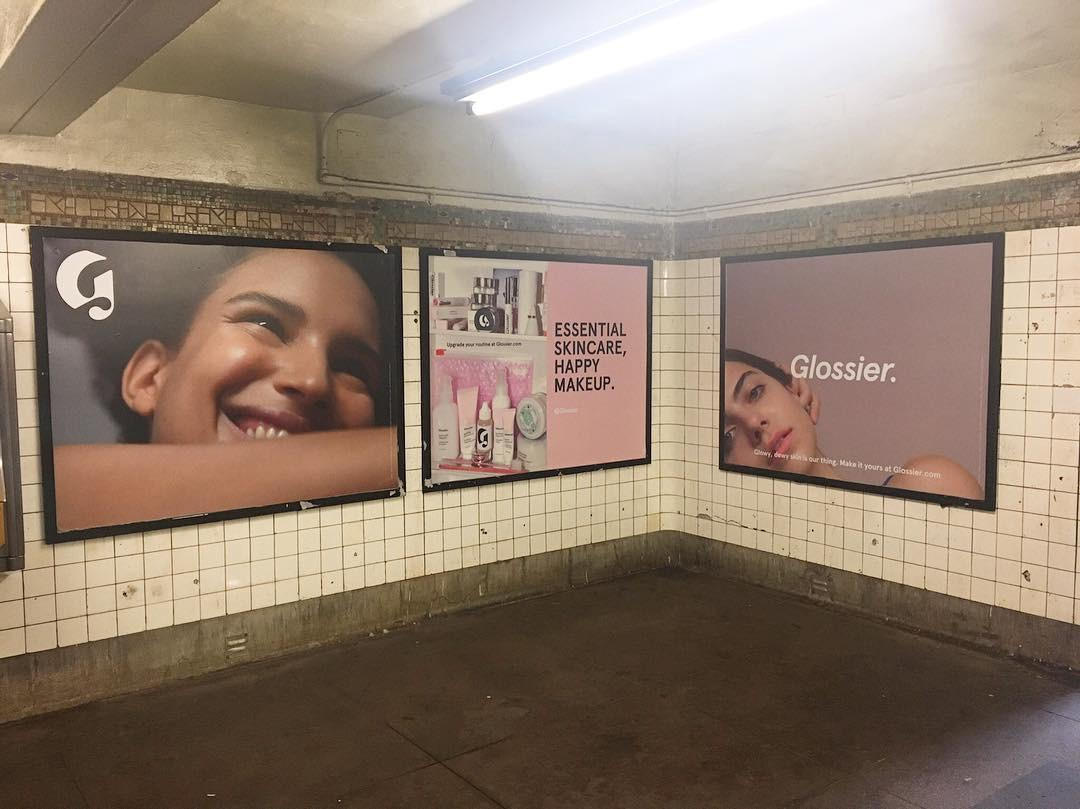 G
Upgrade your routine at Glossier.com
G
ESSENTIAL
SKINCARE,
HAPPY
MAKEUP.
Glossier
Glossier.
Glowy, dewy skin is our thing. Make it yours at Glossier.com